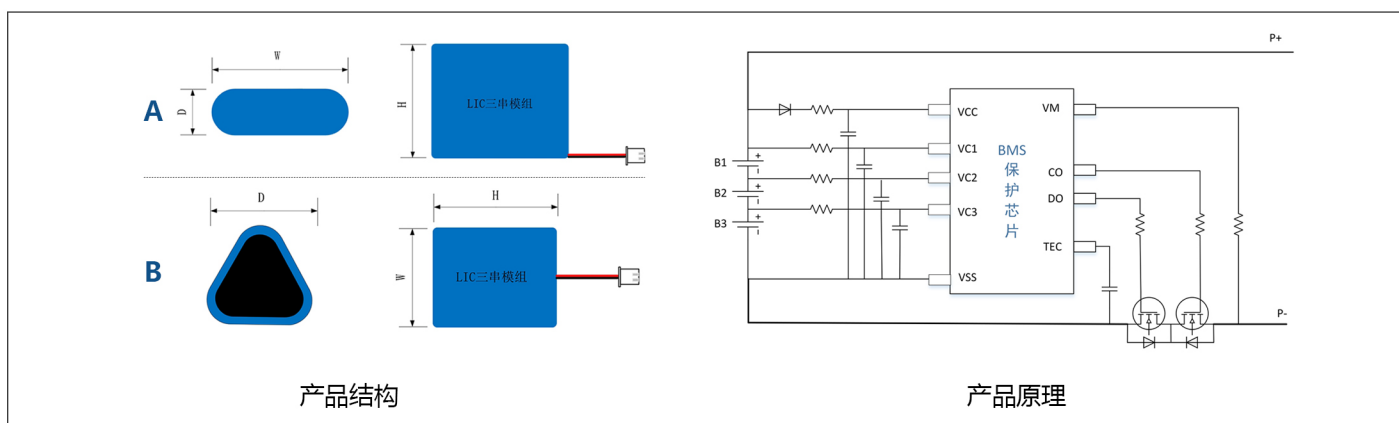 A
W
D
H
LIC三串模组
B
D
H
W
LIC三串模组
产品结构
P+
VCC
VM
VC1
BMS
保
护
芯
片
B1
+
-
VC2
CO
B2
+
-
DO
VC3
B3
+
-
TEC
VSS
P-
产品原理